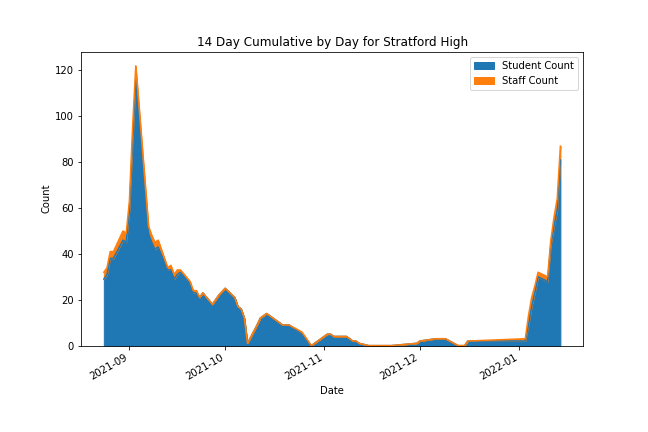 14 Day Cumulative by Day for Stratford High
Student Count
Staff Count
120
100
80
60
40
20
0
Count
2021-09
2021-10
2021-11
2021-12
2022-01
Date